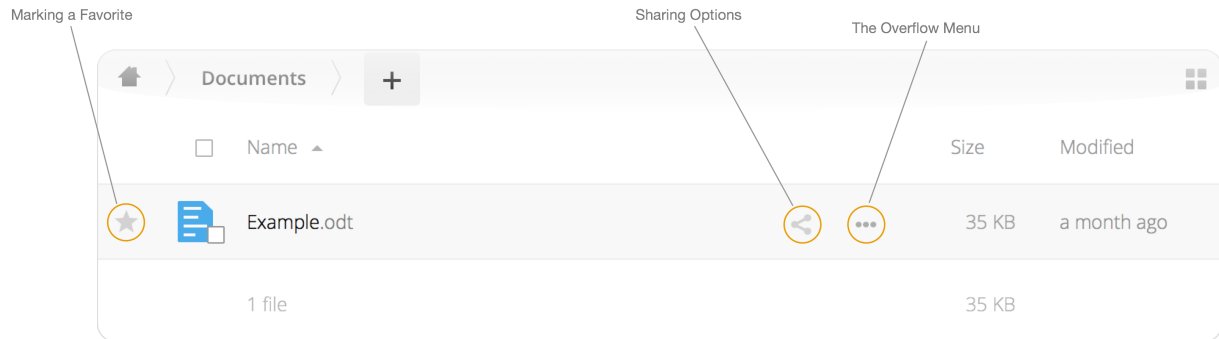 Marking a Favorite
Sharing Options
The Overflow Menu
Documents +
Name Size Modified
Example.odt 35 KB a month ago
1 file 35 KB